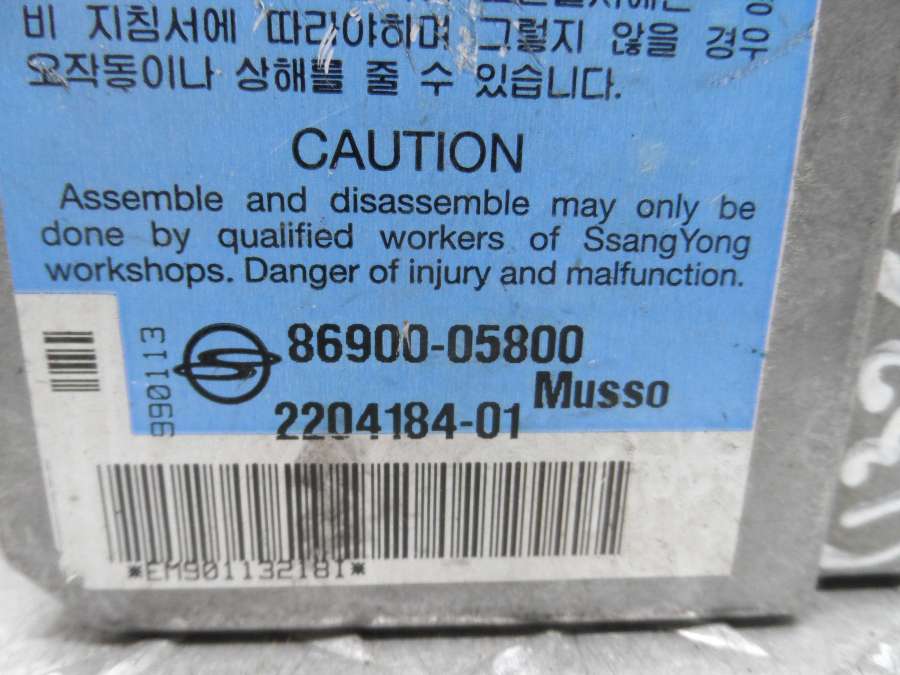 비 지침서에 따라야하며 그렇지 않을 경우
오작동이나 상해를 줄 수 있습니다.
CAUTION
Assemble and disassemble may only be
done by qualified workers of SsangYong
workshops. Danger of injury and malfunction.
990113
86900-05800
Musso
2204184-01
*EM901132181*